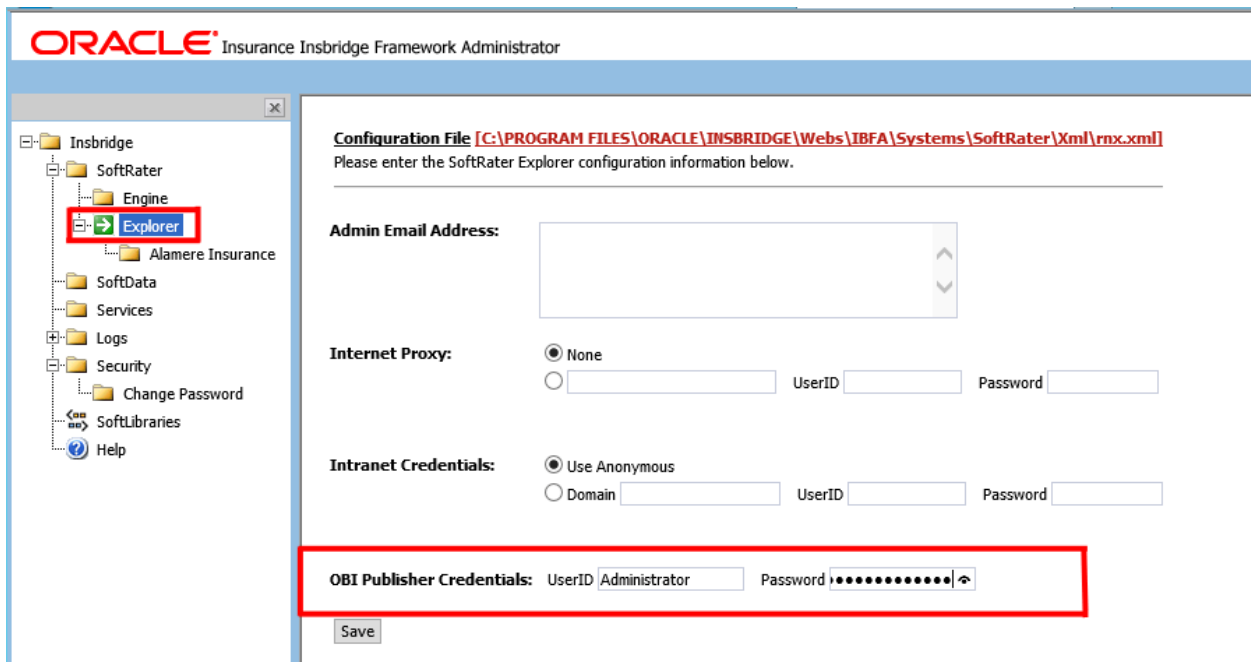 ORACLE Insurance Insbridge Framework Administrator
Insbridge
SoftRater
Engine
Explorer
Alamere Insurance
SoftData
Services
Logs
Security
Change Password
SoftLibraries
Help
Configuration File [C:\PROGRAM FILES\ORACLE\INSBRIDGE\Webs\IBFA\Systems\SoftRater\Xml\rnx.xml]
Please enter the SoftRater Explorer configuration information below.
Admin Email Address:
Internet Proxy: None
UserID Password
Intranet Credentials: Use Anonymous
Domain UserID Password
OBI Publisher Credentials: UserID Administrator Password
Save